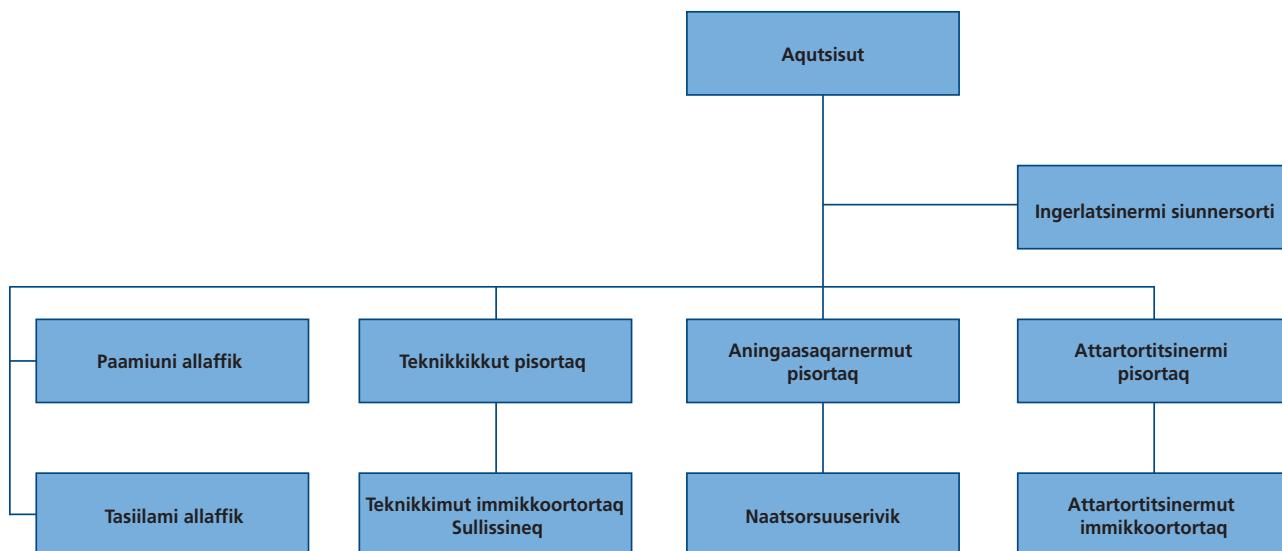 Aqutsisut
Ingerlatsinermi siunnersorti
Paamiuni allaffik
Teknikkikkut pisortaq
Aningaasaqarnermut
pisortaq
Attartortitsinermi
pisortaq
Tasiilami allaffik
Teknikkimut immikkoortortaq
Sullissineq
Naatsorsuuserivik
Attartortitsinermut
immikkoortortaq